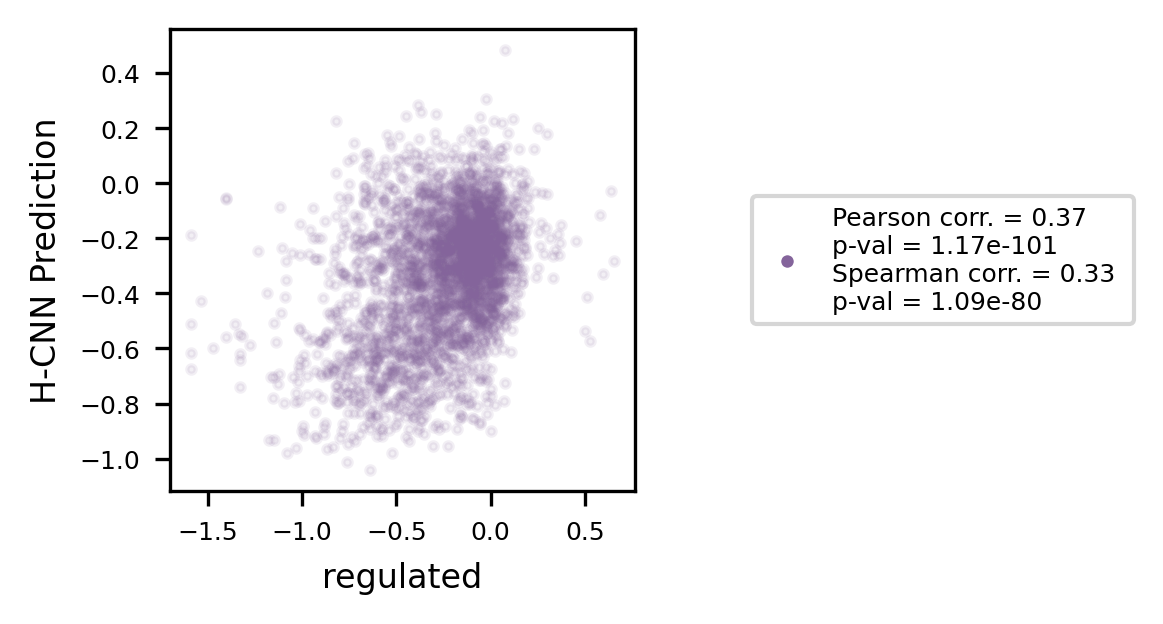 0.4
0.2
0.0
−0.2
−0.4
−0.6
−0.8
−1.0
H-CNN Prediction
−1.5 −1.0 −0.5 0.0 0.5
regulated
Pearson corr. = 0.37
p-val = 1.17e-101
Spearman corr. = 0.33
p-val = 1.09e-80